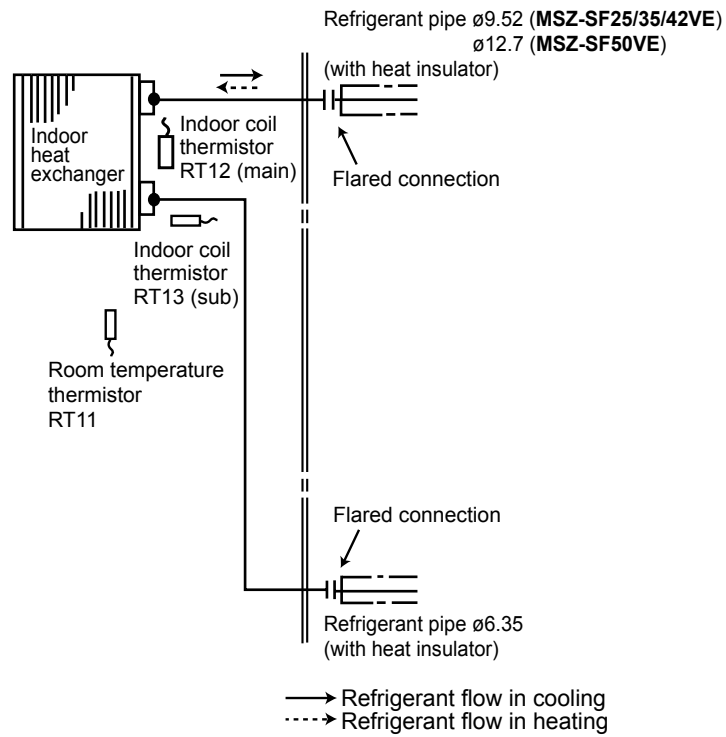 Refrigerant pipe ø9.52 (MSZ-SF25/35/42VE)
ø12.7 (MSZ-SF50VE)
(with heat insulator)
Indoor
heat
exchanger
Indoor coil
thermistor
RT12 (main)
Flared connection
Indoor coil
thermistor
RT13 (sub)
Room temperature
thermistor
RT11
Flared connection
Refrigerant pipe ø6.35
(with heat insulator)
Refrigerant flow in cooling
Refrigerant flow in heating